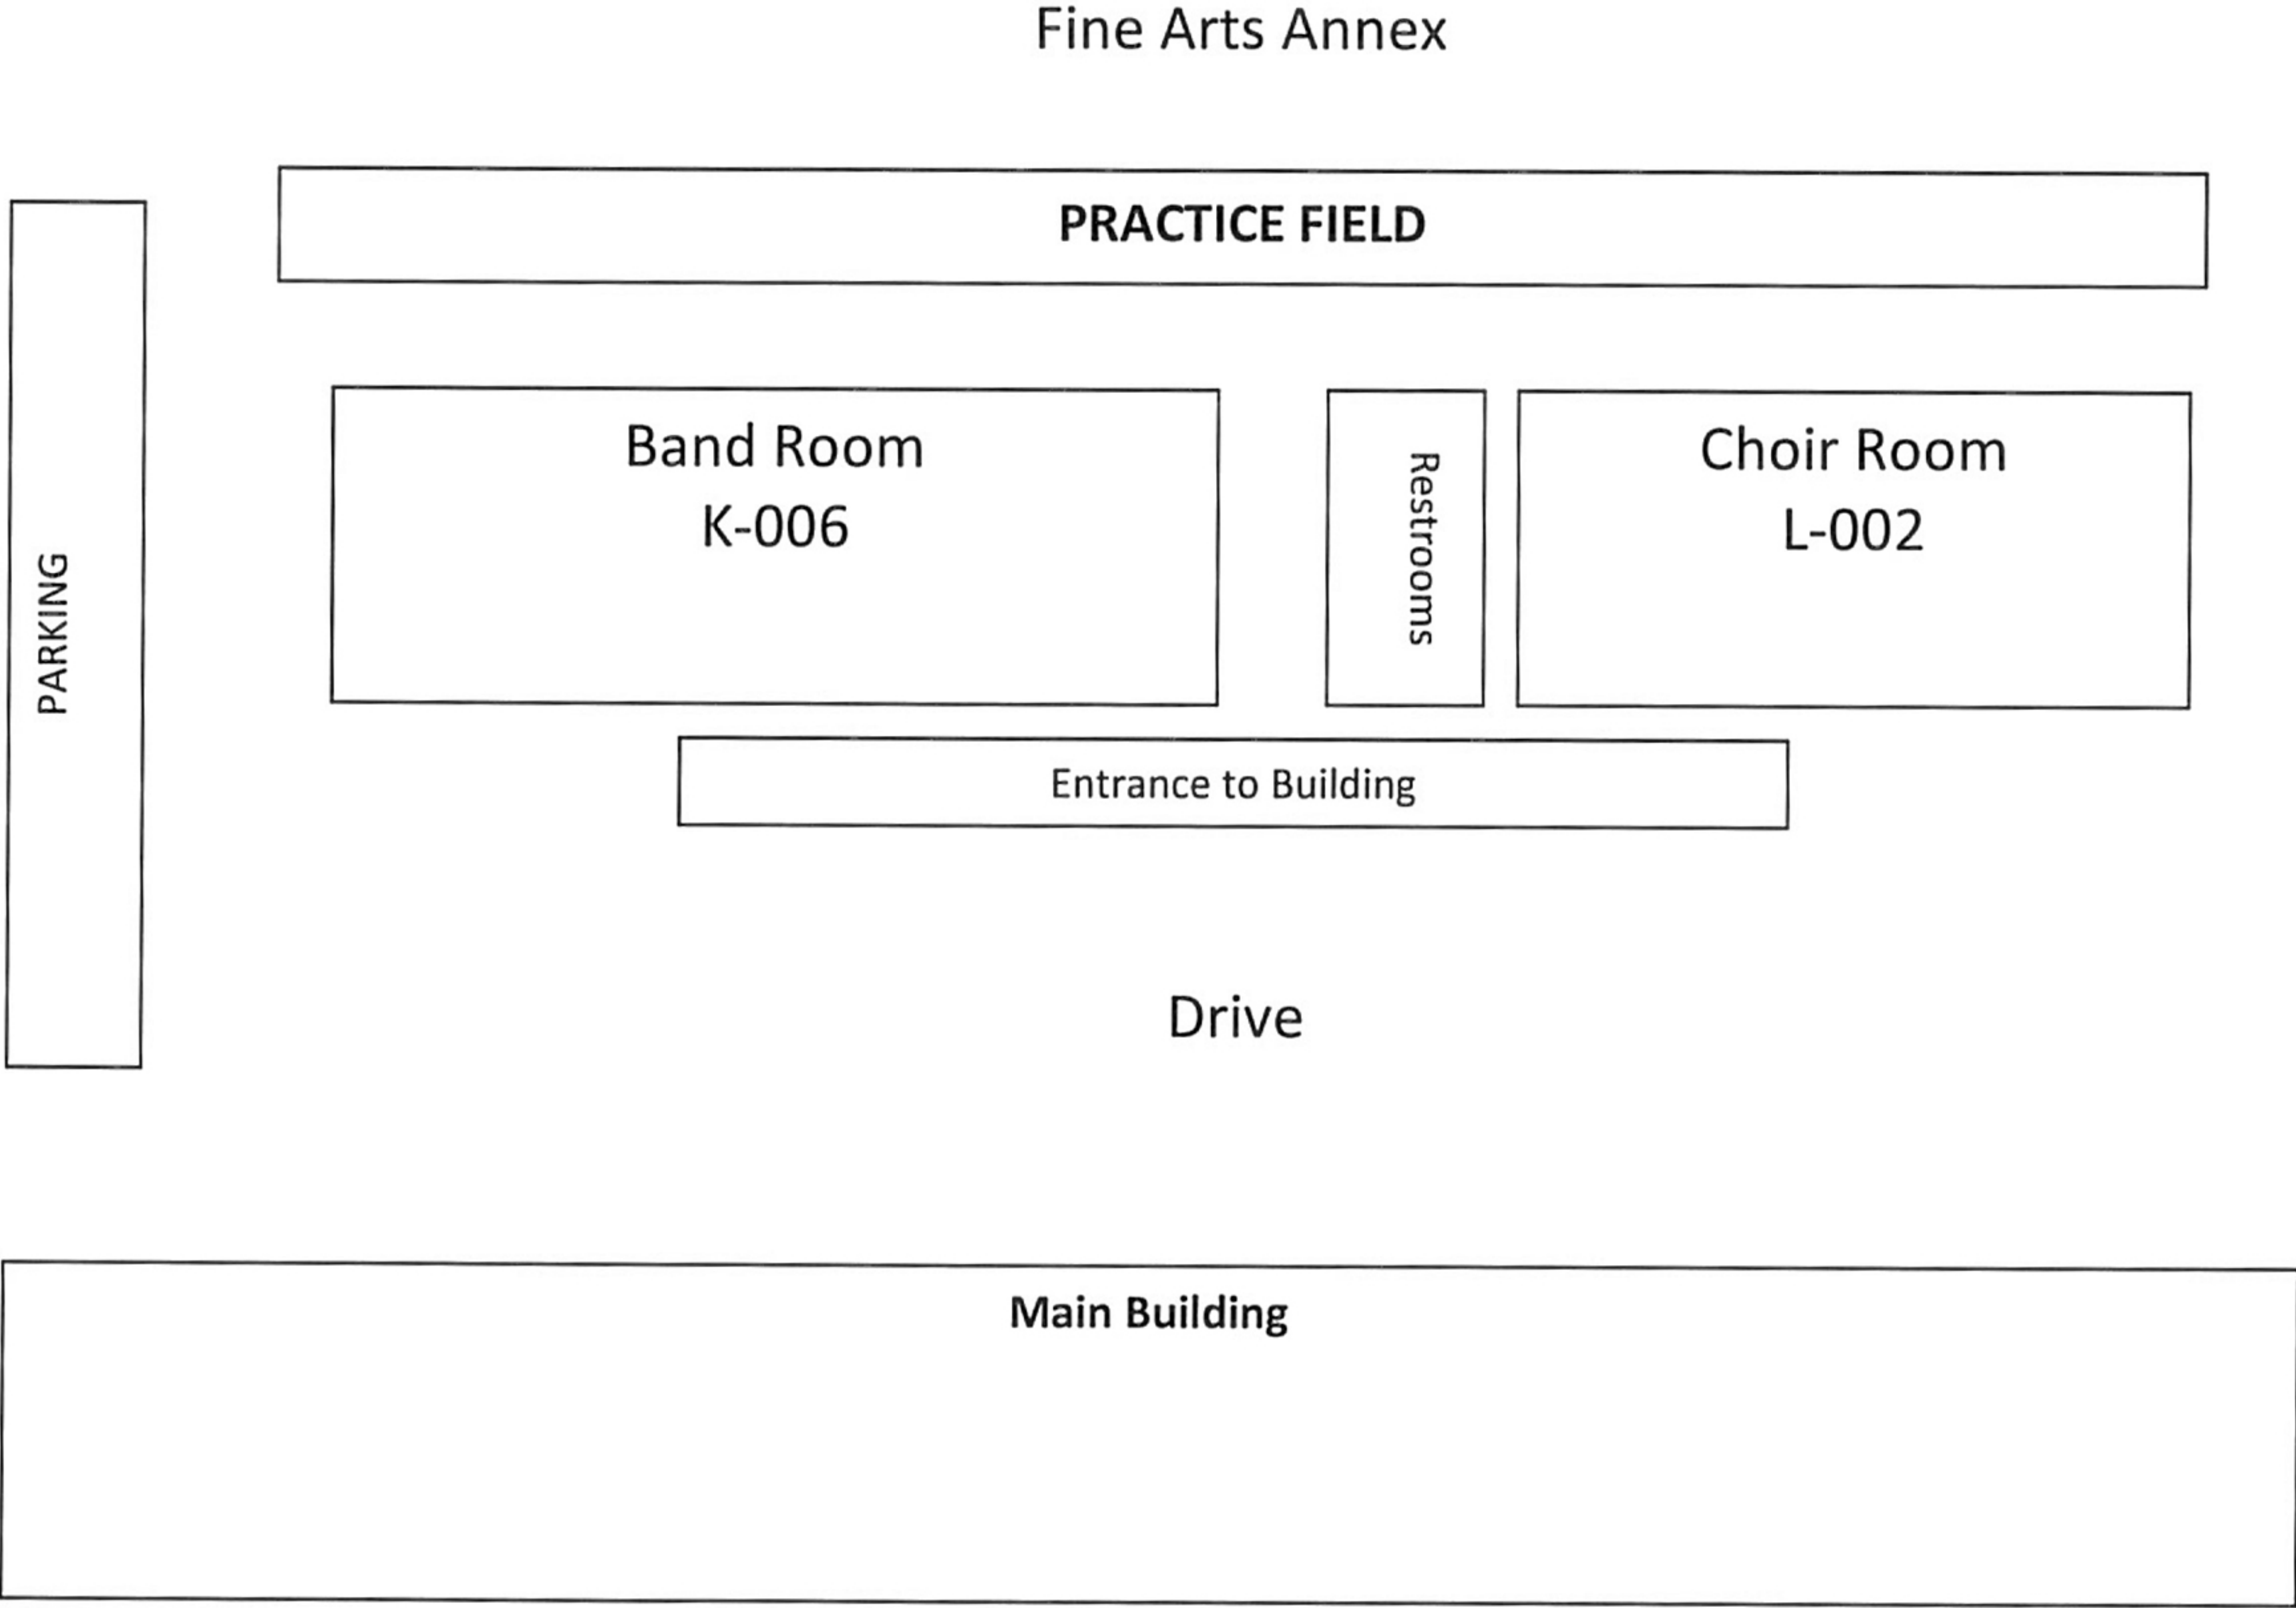 Fine Arts Annex
PRACTICE FIELD
PARKING
Band Room
K-006
Restrooms
Choir Room
L-002
Entrance to Building
Drive
Main Building